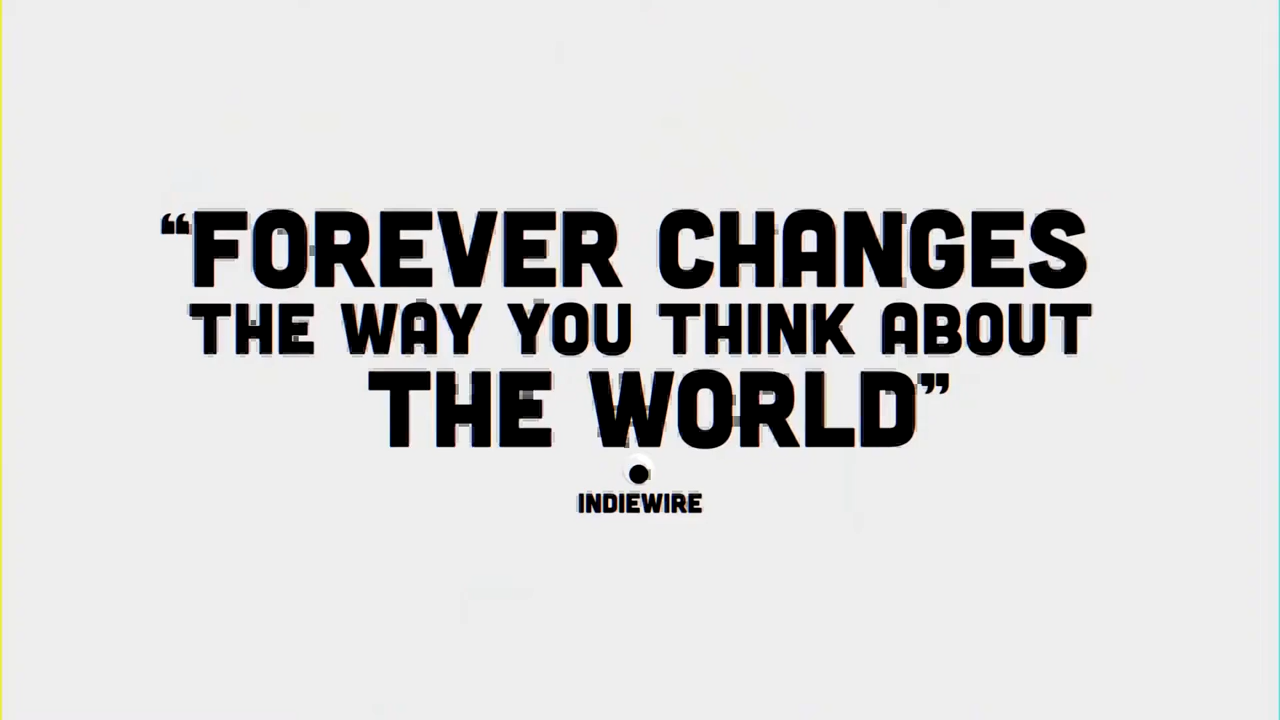 “FOREVER CHANGES
THE WAY YOU THINK ABOUT
THE WORLD”
INDIEWIRE